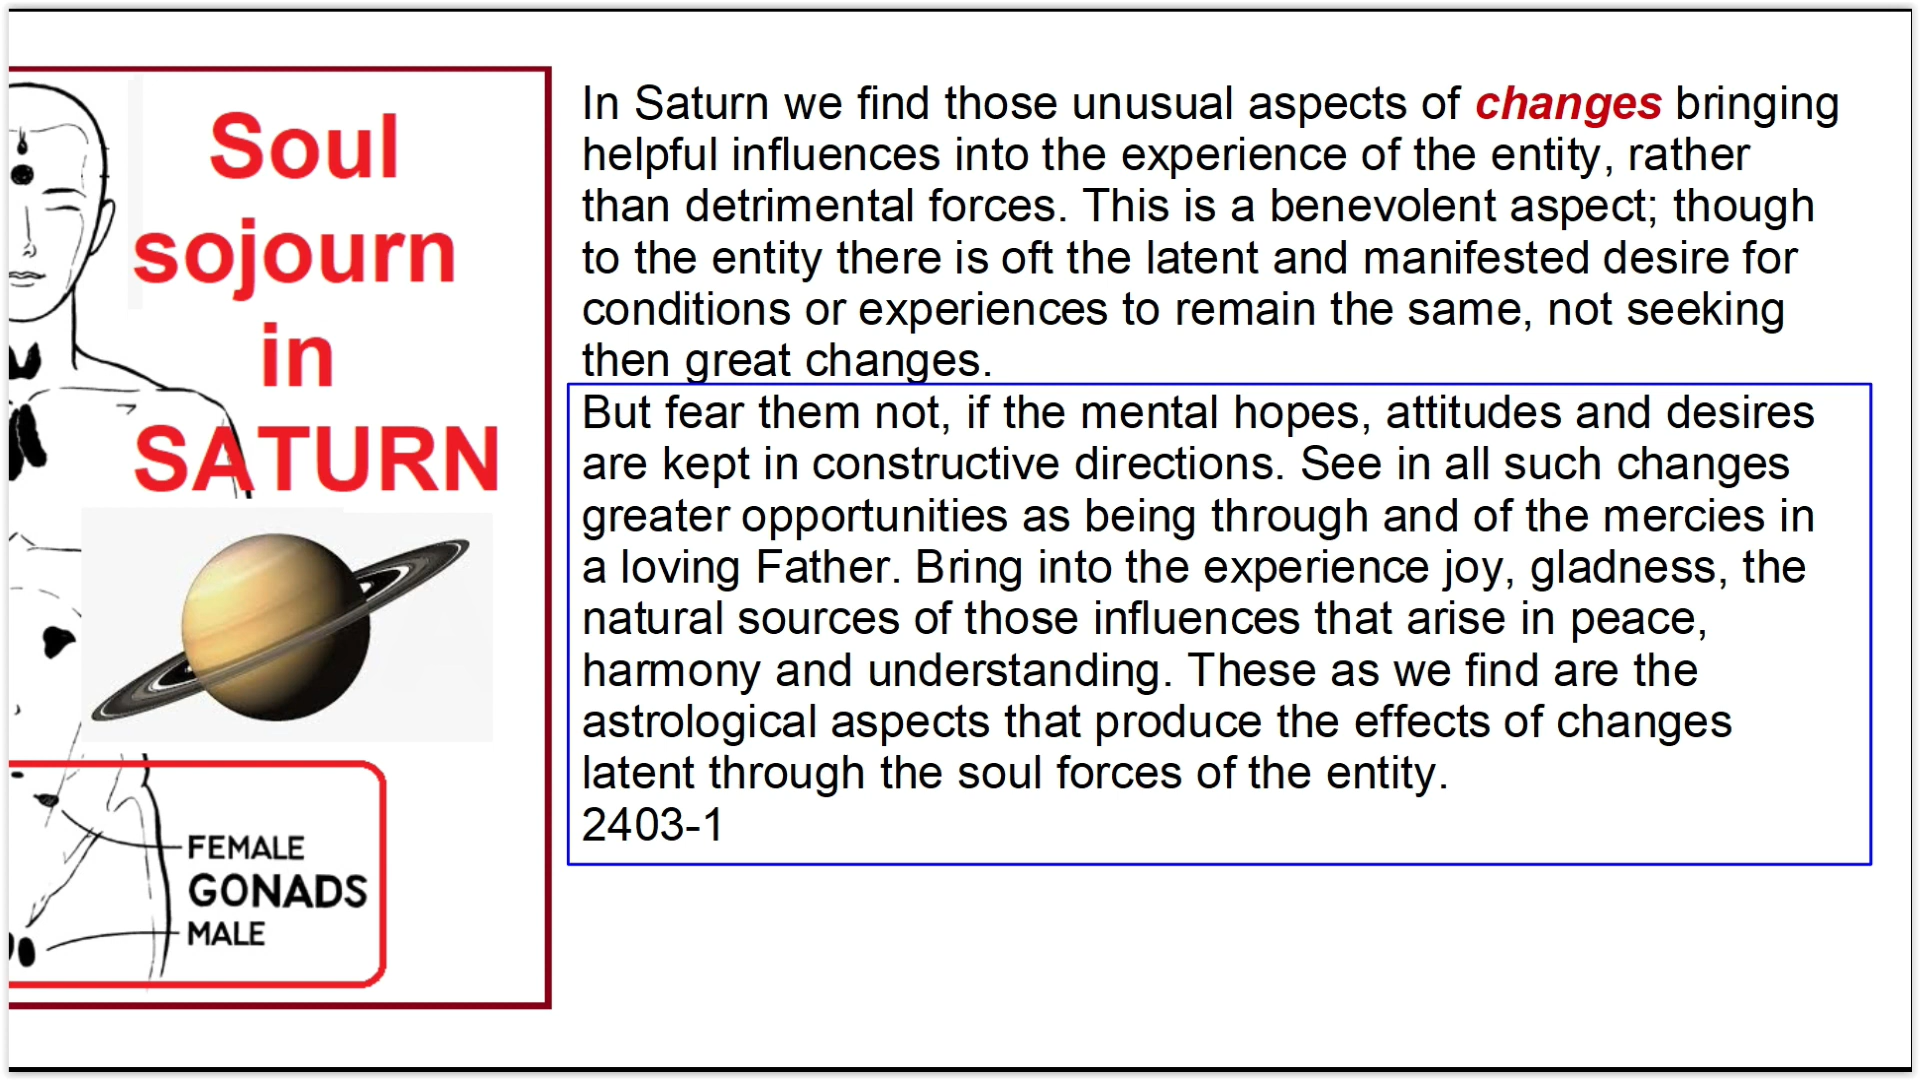 Soul
sojourn
in
SATURN
FEMALE
GONADS
MALE
In Saturn we find those unusual aspects of changes bringing
helpful influences into the experience of the entity, rather
than detrimental forces. This is a benevolent aspect; though
to the entity there is oft the latent and manifested desire for
conditions or experiences to remain the same, not seeking
then great changes.
But fear them not, if the mental hopes, attitudes and desires
are kept in constructive directions. See in all such changes
greater opportunities as being through and of the mercies in
a loving Father. Bring into the experience joy, gladness, the
natural sources of those influences that arise in peace,
harmony and understanding. These as we find are the
astrological aspects that produce the effects of changes
latent through the soul forces of the entity.
2403-1